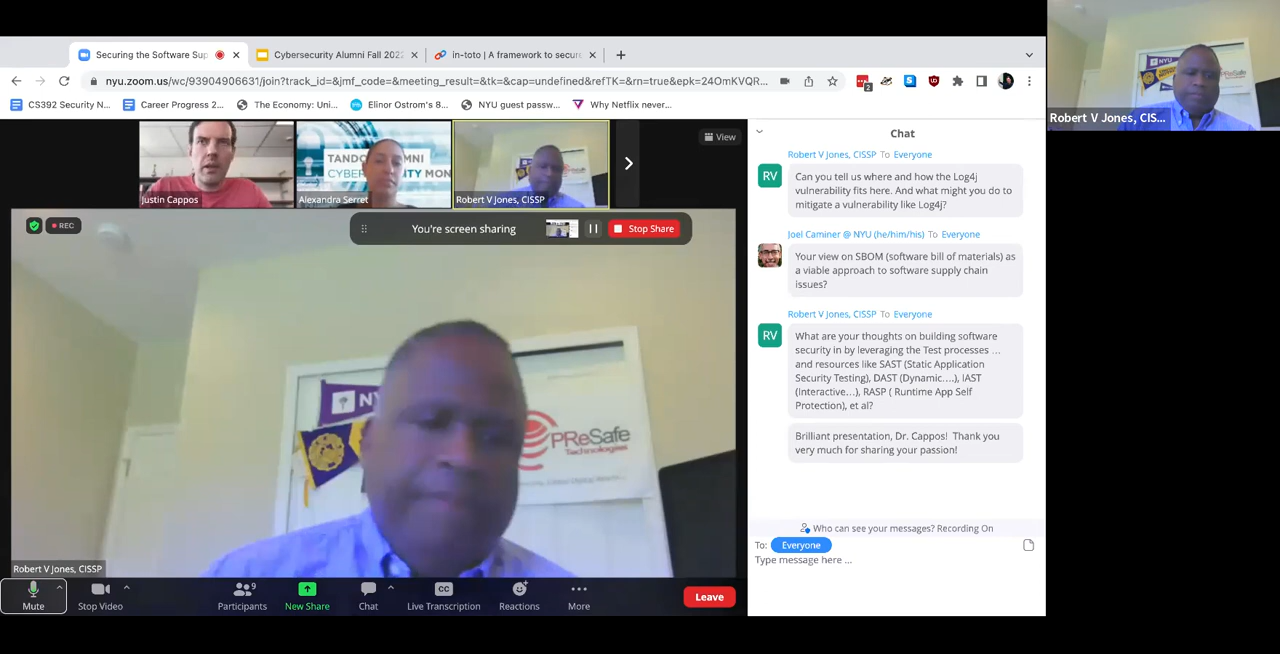 Securing the Software Sup
Cybersecurity Alumni Fall 2022
in-toto | A framework to secure
nyu.zoom.us/wc/93904906631/join?track_id=&jmf_code=&meeting_result=&tk=&cap=undefined&refTK=&rn=true&epk=24OmKVQR...
2
CS392 Security N...
Career Progress 2...
The Economy: Uni...
Elinor Ostrom's 8...
NYU guest passw...
Why Netflix never...
Justin Cappos
Alexandra Serret
Robert V Jones, CISSP
View
REC
You're screen sharing
Stop Share
NYU
PReSafe
Technologies
Robert V Jones, CISSP
Mute
Stop Video
Participants
9
New Share
Chat
CC
Live Transcription
Reactions
More
Leave
Chat
Robert V Jones, CISSP To Everyone
RV
Can you tell us where and how the Log4j
vulnerability fits here. And what might you do to
mitigate a vulnerability like Log4j?
Joel Caminer @ NYU (he/him/his) To Everyone
Your view on SBOM (software bill of materials) as
a viable approach to software supply chain
issues?
Robert V Jones, CISSP To Everyone
RV
What are your thoughts on building software
security in by leveraging the Test processes ...
and resources like SAST (Static Application
Security Testing), DAST (Dynamic....), IAST
(Interactive...), RASP ( Runtime App Self
Protection), et al?
Brilliant presentation, Dr. Cappos! Thank you
very much for sharing your passion!
Who can see your messages? Recording On
To: Everyone
Type message here ...
Robert V Jones, CIS...